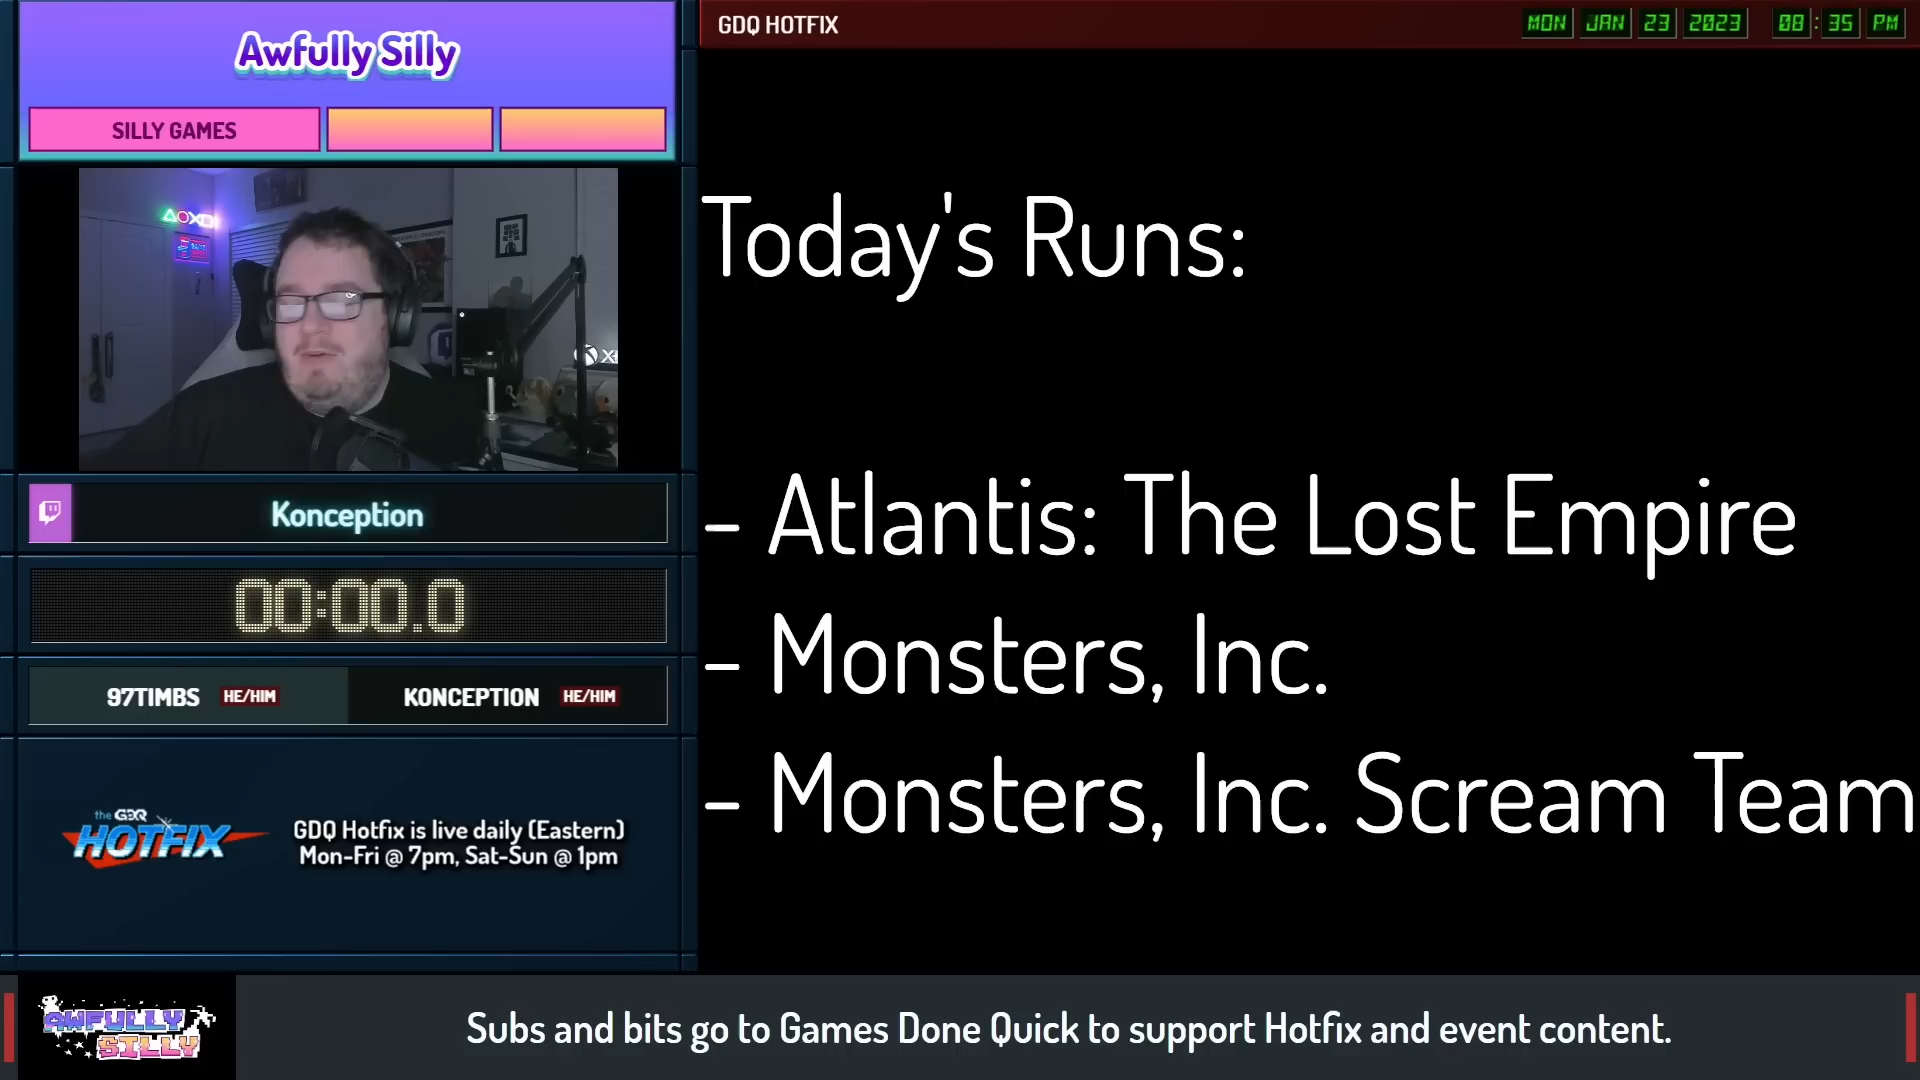 Awfully Silly
SILLY GAMES
GDQ HOTFIX
MON JAN 23 2023 08:35 PM
Today's Runs:
- Atlantis: The Lost Empire
- Monsters, Inc.
- Monsters, Inc. Scream Team
Konception
00:00.0
97TIMBS HE/HIM KONCEPTION HE/HIM
the GDQ
HOTFIX
GDQ Hotfix is live daily (Eastern)
Mon-Fri @ 7pm, Sat-Sun @ 1pm
AWFULLY
SILLY
Subs and bits go to Games Done Quick to support Hotfix and event content.